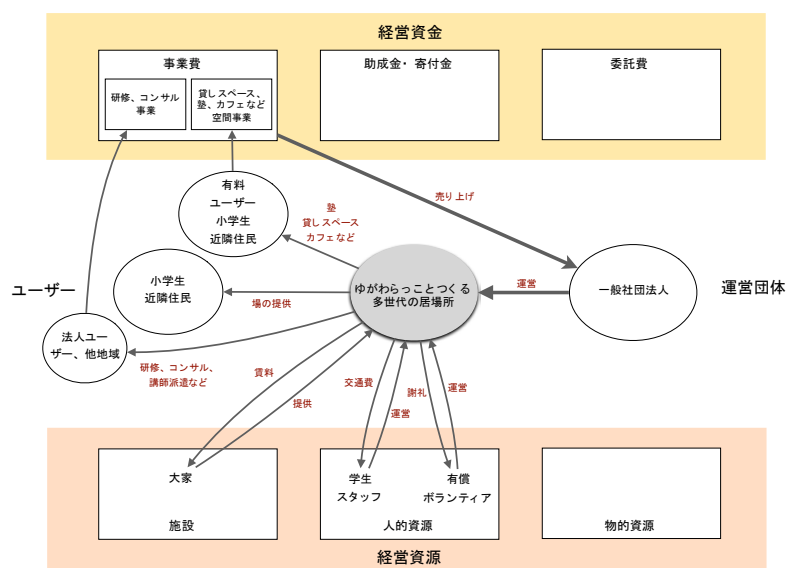 経営資金
事業費
助成金・寄付金
委託費
研修、コンサル
事業
貸しスペース、
塾、カフェなど
空間事業
有料
ユーザー
小学生
近隣住民
塾
貸しスペース
カフェなど
売り上げ
小学生
近隣住民
場の提供
ゆがわらっことつくる
多世代の居場所
運営
一般社団法人
ユーザー
運営団体
法人ユー
ザー、他地域
研修、コンサル、
講師派遣など
賃料
提供
交通費
運営
謝礼
運営
大家
施設
学生
スタッフ
有償
ボランティア
人的資源
物的資源
経営資源